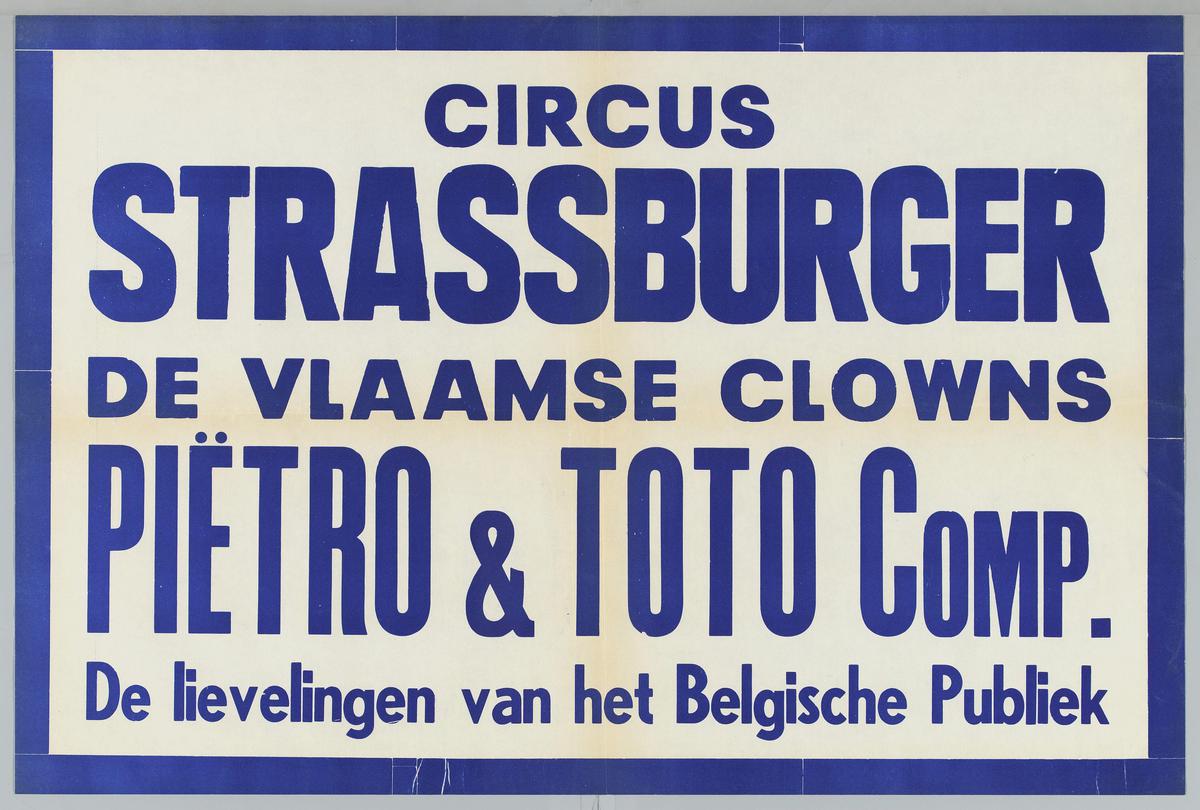 CIRCUS
STRASSBURGER
DE VLAAMSE CLOWNS
PIËTRO & TOTO COMP.
De lievelingen van het Belgische Publiek